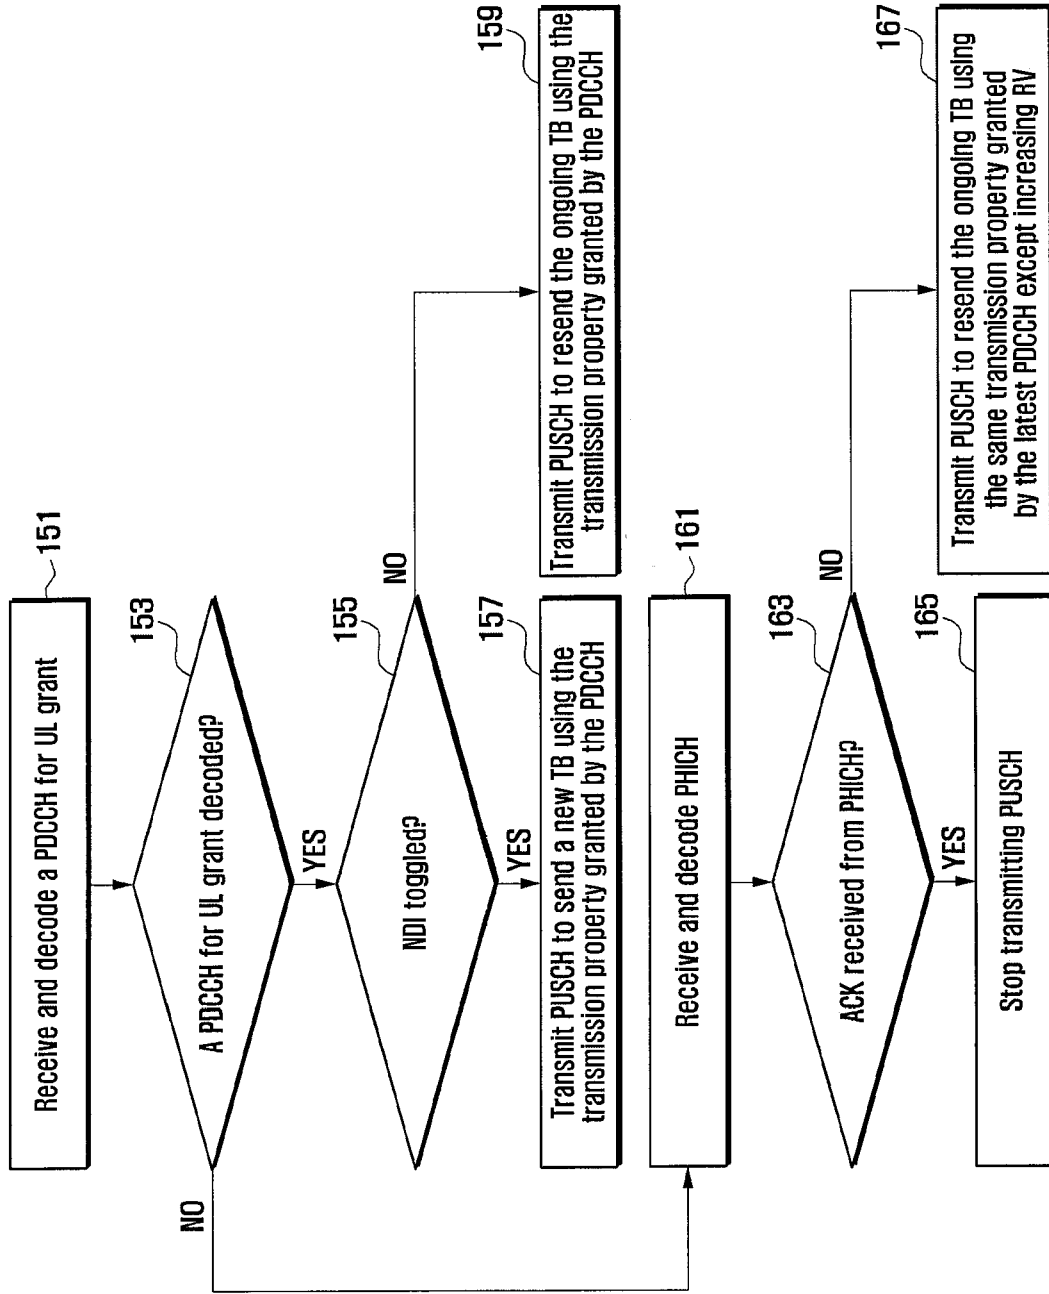 Receive and decode a PDCCH for UL grant
151
153
A PDCCH for UL grant decoded?
NO
YES
155
NDI toggled?
NO
YES
157
Transmit PUSCH to send a new TB using the
transmission property granted by the PDCCH
159
Transmit PUSCH to resend the ongoing TB using the
transmission property granted by the PDCCH
161
Receive and decode PHICH
163
ACK received from PHICH?
NO
YES
165
Stop transmitting PUSCH
167
Transmit PUSCH to resend the ongoing TB using
the same transmission property granted
by the latest PDCCH except increasing RV